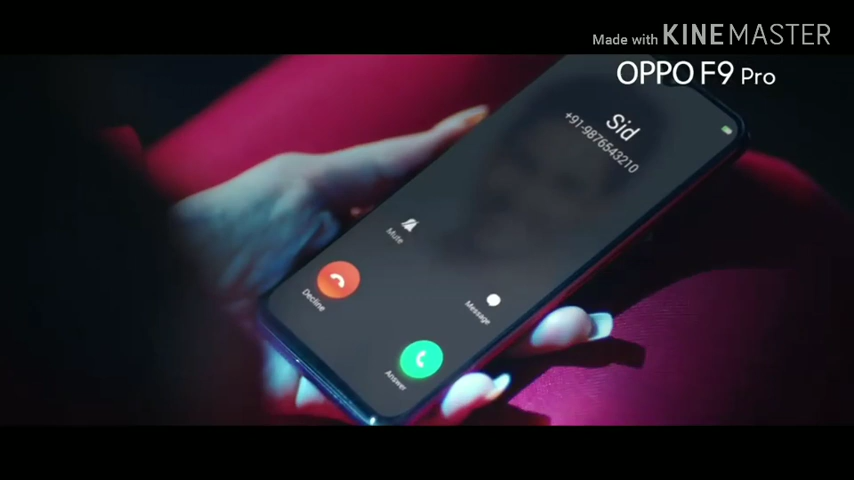 Made with KINEMASTER
OPPO F9 Pro
Sid
+91-9876543210
Mute
Message
Decline
Answer